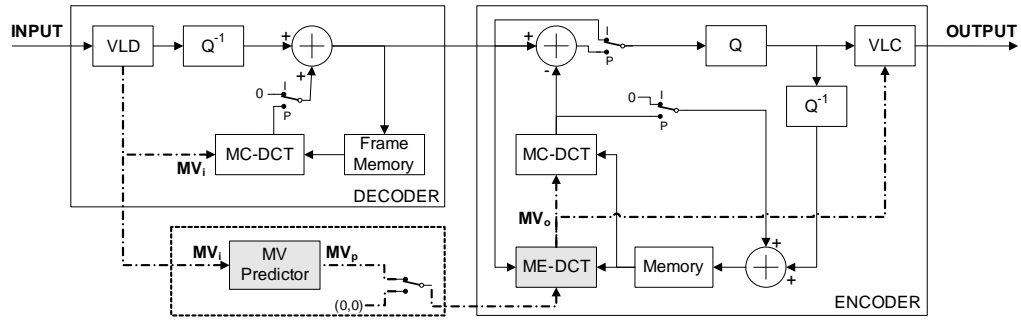 INPUT
VLD
Q-1
+
+
I
0
P
MC-DCT
Frame
Memory
MVi
DECODER
MVi
MV
Predictor
MVp
(0,0)
+
-
I
P
Q
VLC
OUTPUT
Q-1
0
I
P
MC-DCT
MVo
ME-DCT
Memory
+
+
ENCODER